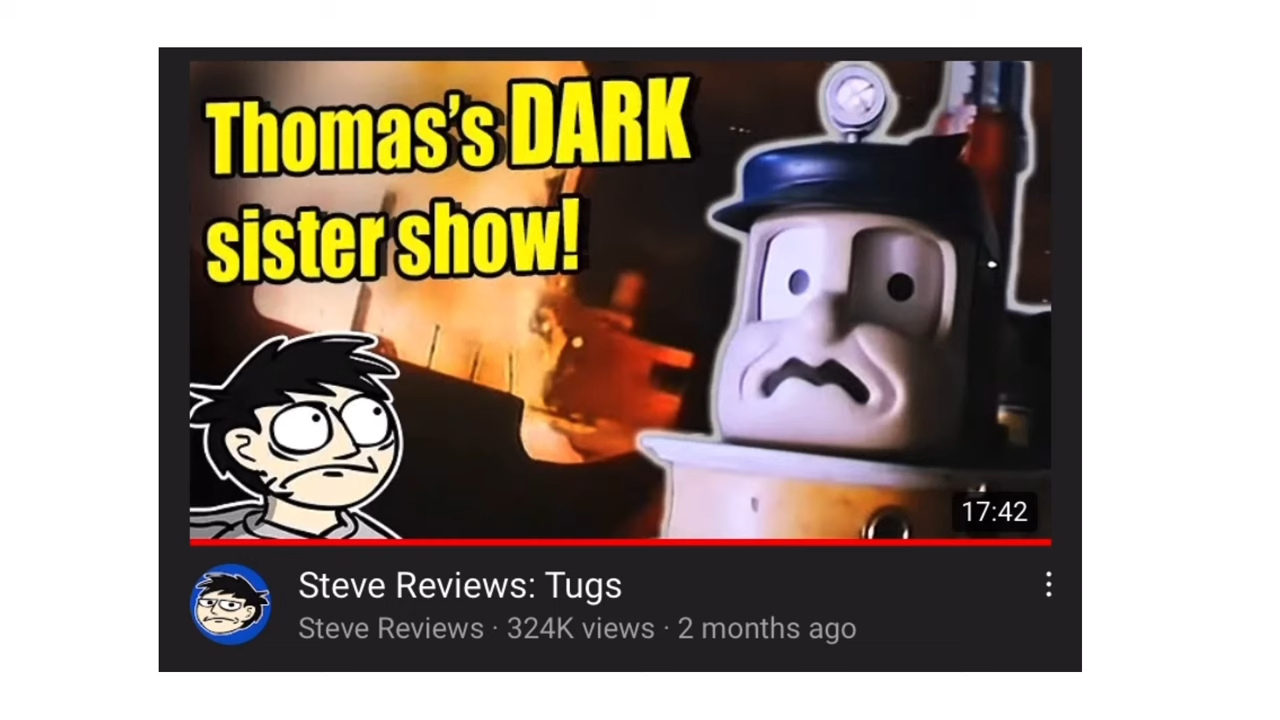 Thomas's DARK
sister show!
17:42
Steve Reviews: Tugs
Steve Reviews · 324K views · 2 months ago